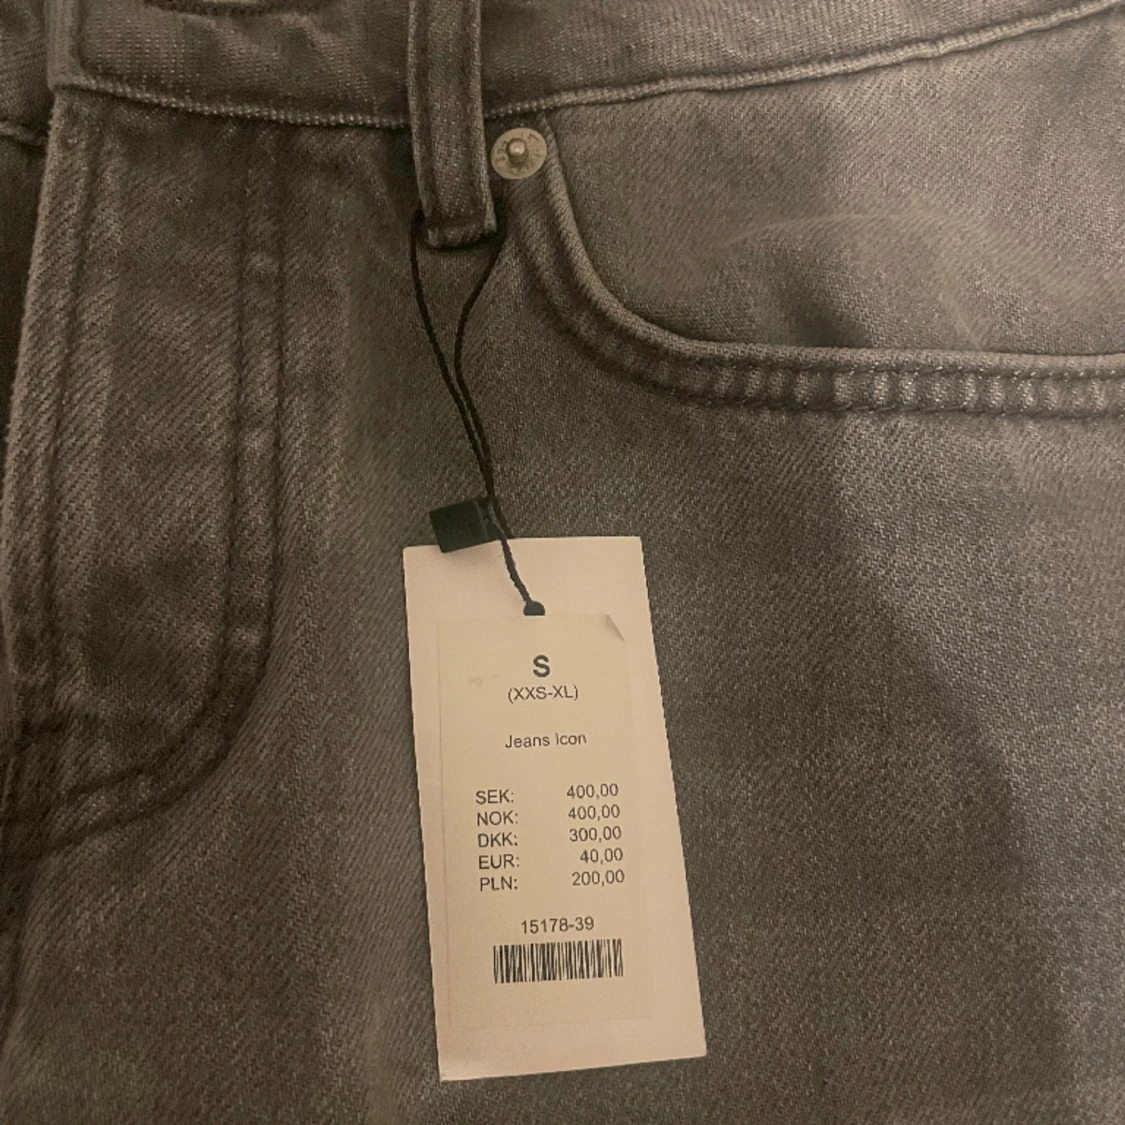 S
(XXS-XL)
Jeans Icon
SEK: 400,00
NOK: 400,00
DKK: 300,00
EUR: 40,00
PLN: 200,00
15178-39